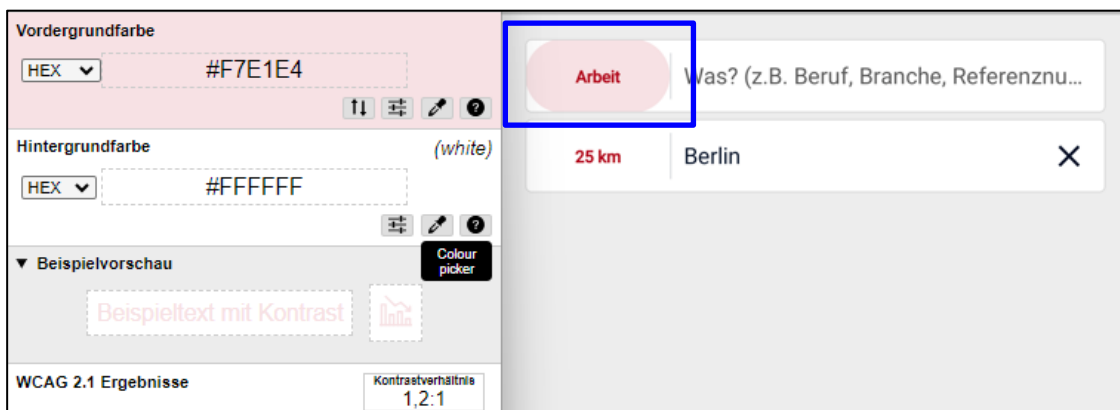 Vordergrundfarbe
HEX #F7E1E4
Hintergrundfarbe (white)
HEX #FFFFFF
Colour
picker
Beispielvorschau
Beispieltext mit Kontrast
WCAG 2.1 Ergebnisse
Kontrastverhältnis
1,2:1
Arbeit Was? (z.B. Beruf, Branche, Referenznu...
25 km Berlin